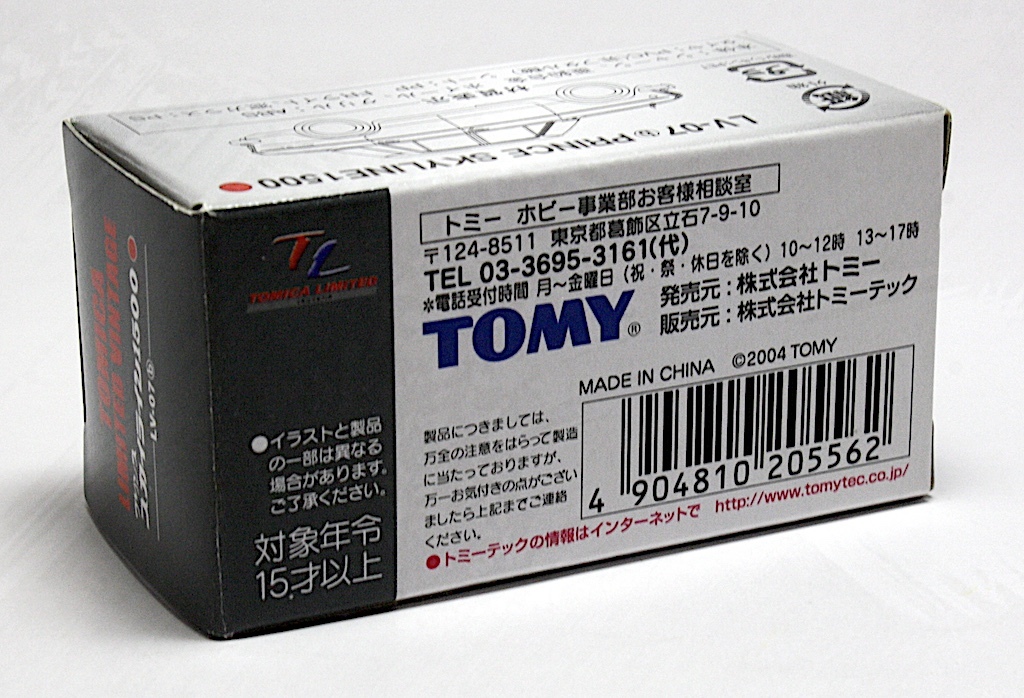 LV-07ⓑ PRINCE SKYLINE1500
材質表示
外箱
紙
TL
TOMICA LIMITED
トミー ホビー事業部お客様相談室
〒124-8511 東京都葛飾区立石7-9-10
TEL 03-3695-3161(代)
*電話受付時間 月〜金曜日 (祝・祭・休日を除く) 10〜12時 13〜17時
TOMY®
発売元:株式会社トミー
販売元:株式会社トミーテック
MADE IN CHINA ©2004 TOMY
製品につきましては、
万全の注意をはらって製造
に当たっておりますが、
万一お気付きの点がござい
ましたら上記までご連絡
ください。
4 904810 205562
●トミーテックの情報はインターネットで http://www.tomytec.co.jp/
●イラストと製品
の一部は異なる
場合があります。
ご了承ください。
対象年令
15才以上
LV-07ⓑ